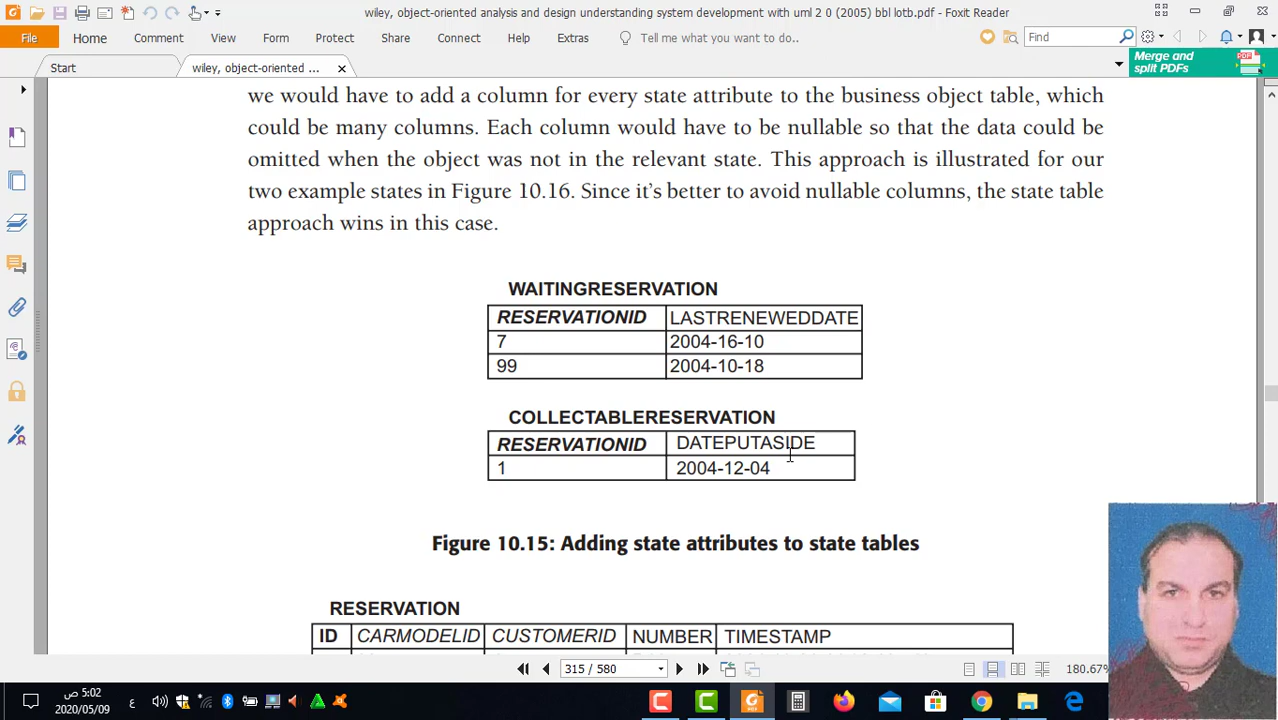 wiley, object-oriented analysis and design understanding system development with uml 2 0 (2005) bbl lotb.pdf - Foxit Reader
File Home Comment View Form Protect Share Connect Help Extras Tell me what you want to do.. Find
Start wiley, object-oriented ... Merge and split PDFs
we would have to add a column for every state attribute to the business object table, which
could be many columns. Each column would have to be nullable so that the data could be
omitted when the object was not in the relevant state. This approach is illustrated for our
two example states in Figure 10.16. Since it's better to avoid nullable columns, the state table
approach wins in this case.
WAITINGRESERVATION
RESERVATIONID LASTRENEWEDDATE
7 2004-16-10
99 2004-10-18
COLLECTABLERESERVATION
RESERVATIONID DATEPUTASIDE
1 2004-12-04
Figure 10.15: Adding state attributes to state tables
RESERVATION
ID CARMODELID CUSTOMERID NUMBER TIMESTAMP
315 / 580 180.67%
5:02 ص
2020/05/09
ع